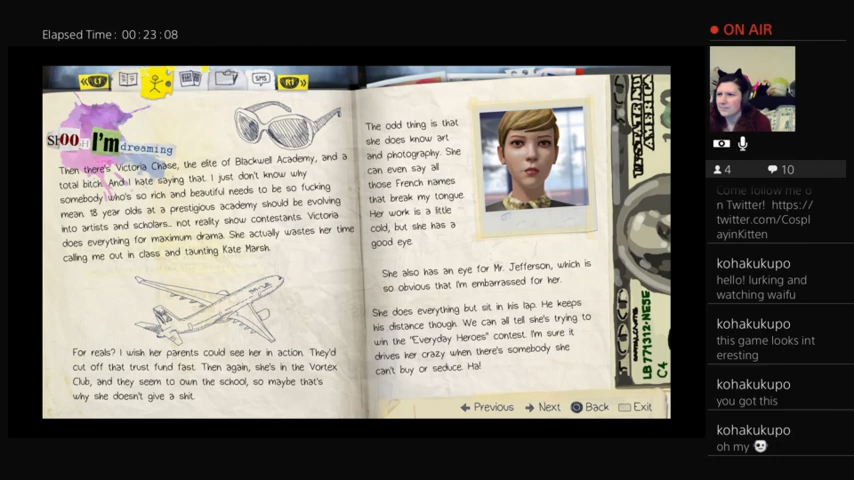 Elapsed Time: 00:23:08
ON AIR
4
10
Come follow me o
n Twitter! https://
twitter.com/Cospl
ayinKitten
kohakukupo
hello! lurking and
watching waifu
kohakukupo
this game looks int
eresting
kohakukupo
you got this
kohakukupo
oh my
L1
SMS
R1
I'm
dreaming
Then there's Victoria Chase, the elite of Blackwell Academy, and a
total bitch. And I hate saying that. I just don't know why
somebody who's so rich and beautiful needs to be so fucking
mean. 18 year olds at a prestigious academy should be evolving
into artists and scholars... not reality show contestants. Victoria
does everything for maximum drama. She actually wastes her time
calling me out in class and taunting Kate Marsh.
For reals? I wish her parents could see her in action. They'd
cut off that trust fund fast. Then again, she's in the Vortex
Club, and they seem to own the school, so maybe that's
why she doesn't give a shit.
The odd thing is that
she does know art
and photography. She
can even say all
those French names
that break my tongue.
Her work is a little
cold, but she has a
good eye.
She also has an eye for Mr. Jefferson, which is
so obvious that I'm embarrassed for her.
She does everything but sit in his lap. He keeps
his distance though. We can all tell she's trying to
win the "Everyday Heroes" contest. I'm sure it
drives her crazy when there's somebody she
can't buy or seduce. Ha!
AMERICA
C4
Previous
Next
Back
Exit